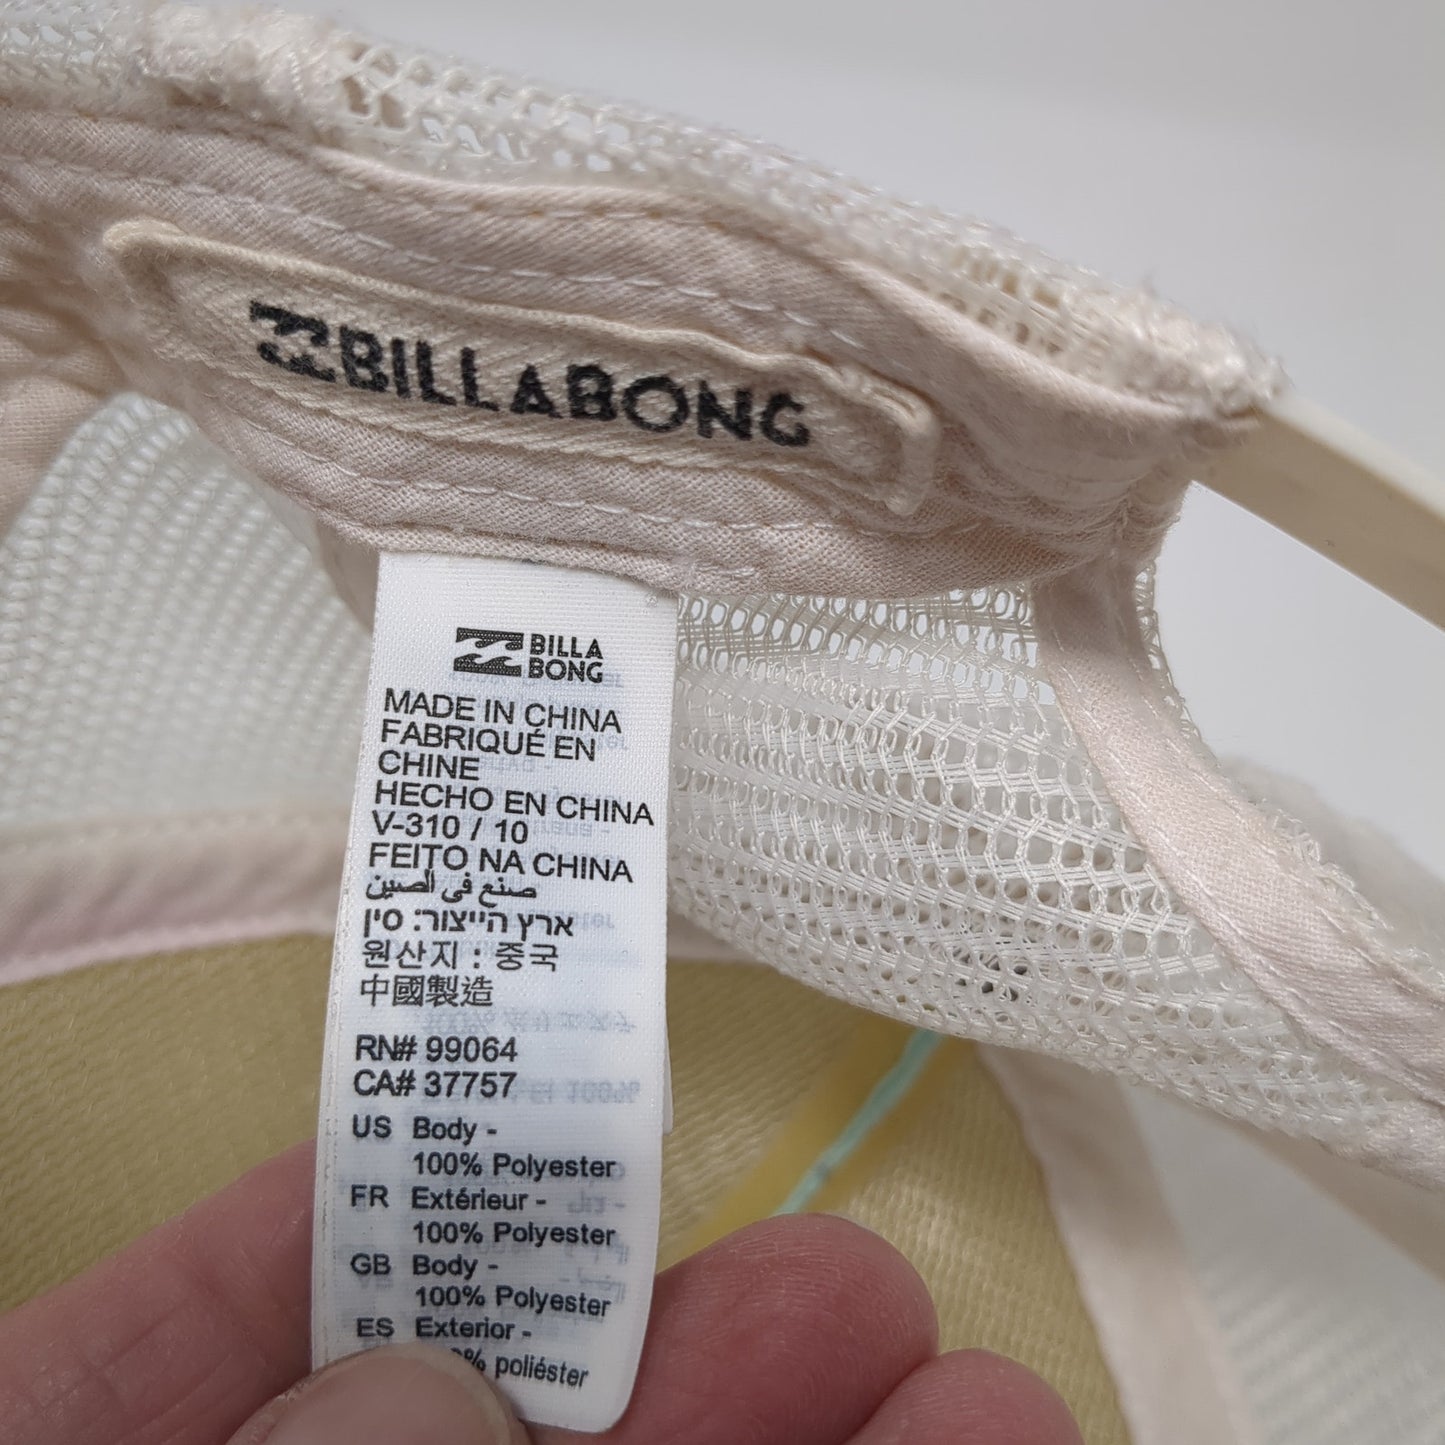 BILLABONG
BILLA
BONG
MADE IN CHINA
FABRIQUÉ EN
CHINE
HECHO EN CHINA
V-310 / 10
FEITO NA CHINA
صنع في الصين
ארץ הייצור: סין
원산지 : 중국
中國製造
RN# 99064
CA# 37757
US Body -
100% Polyester
FR Extérieur -
100% Polyester
GB Body -
100% Polyester
ES Exterior -
% poliéster